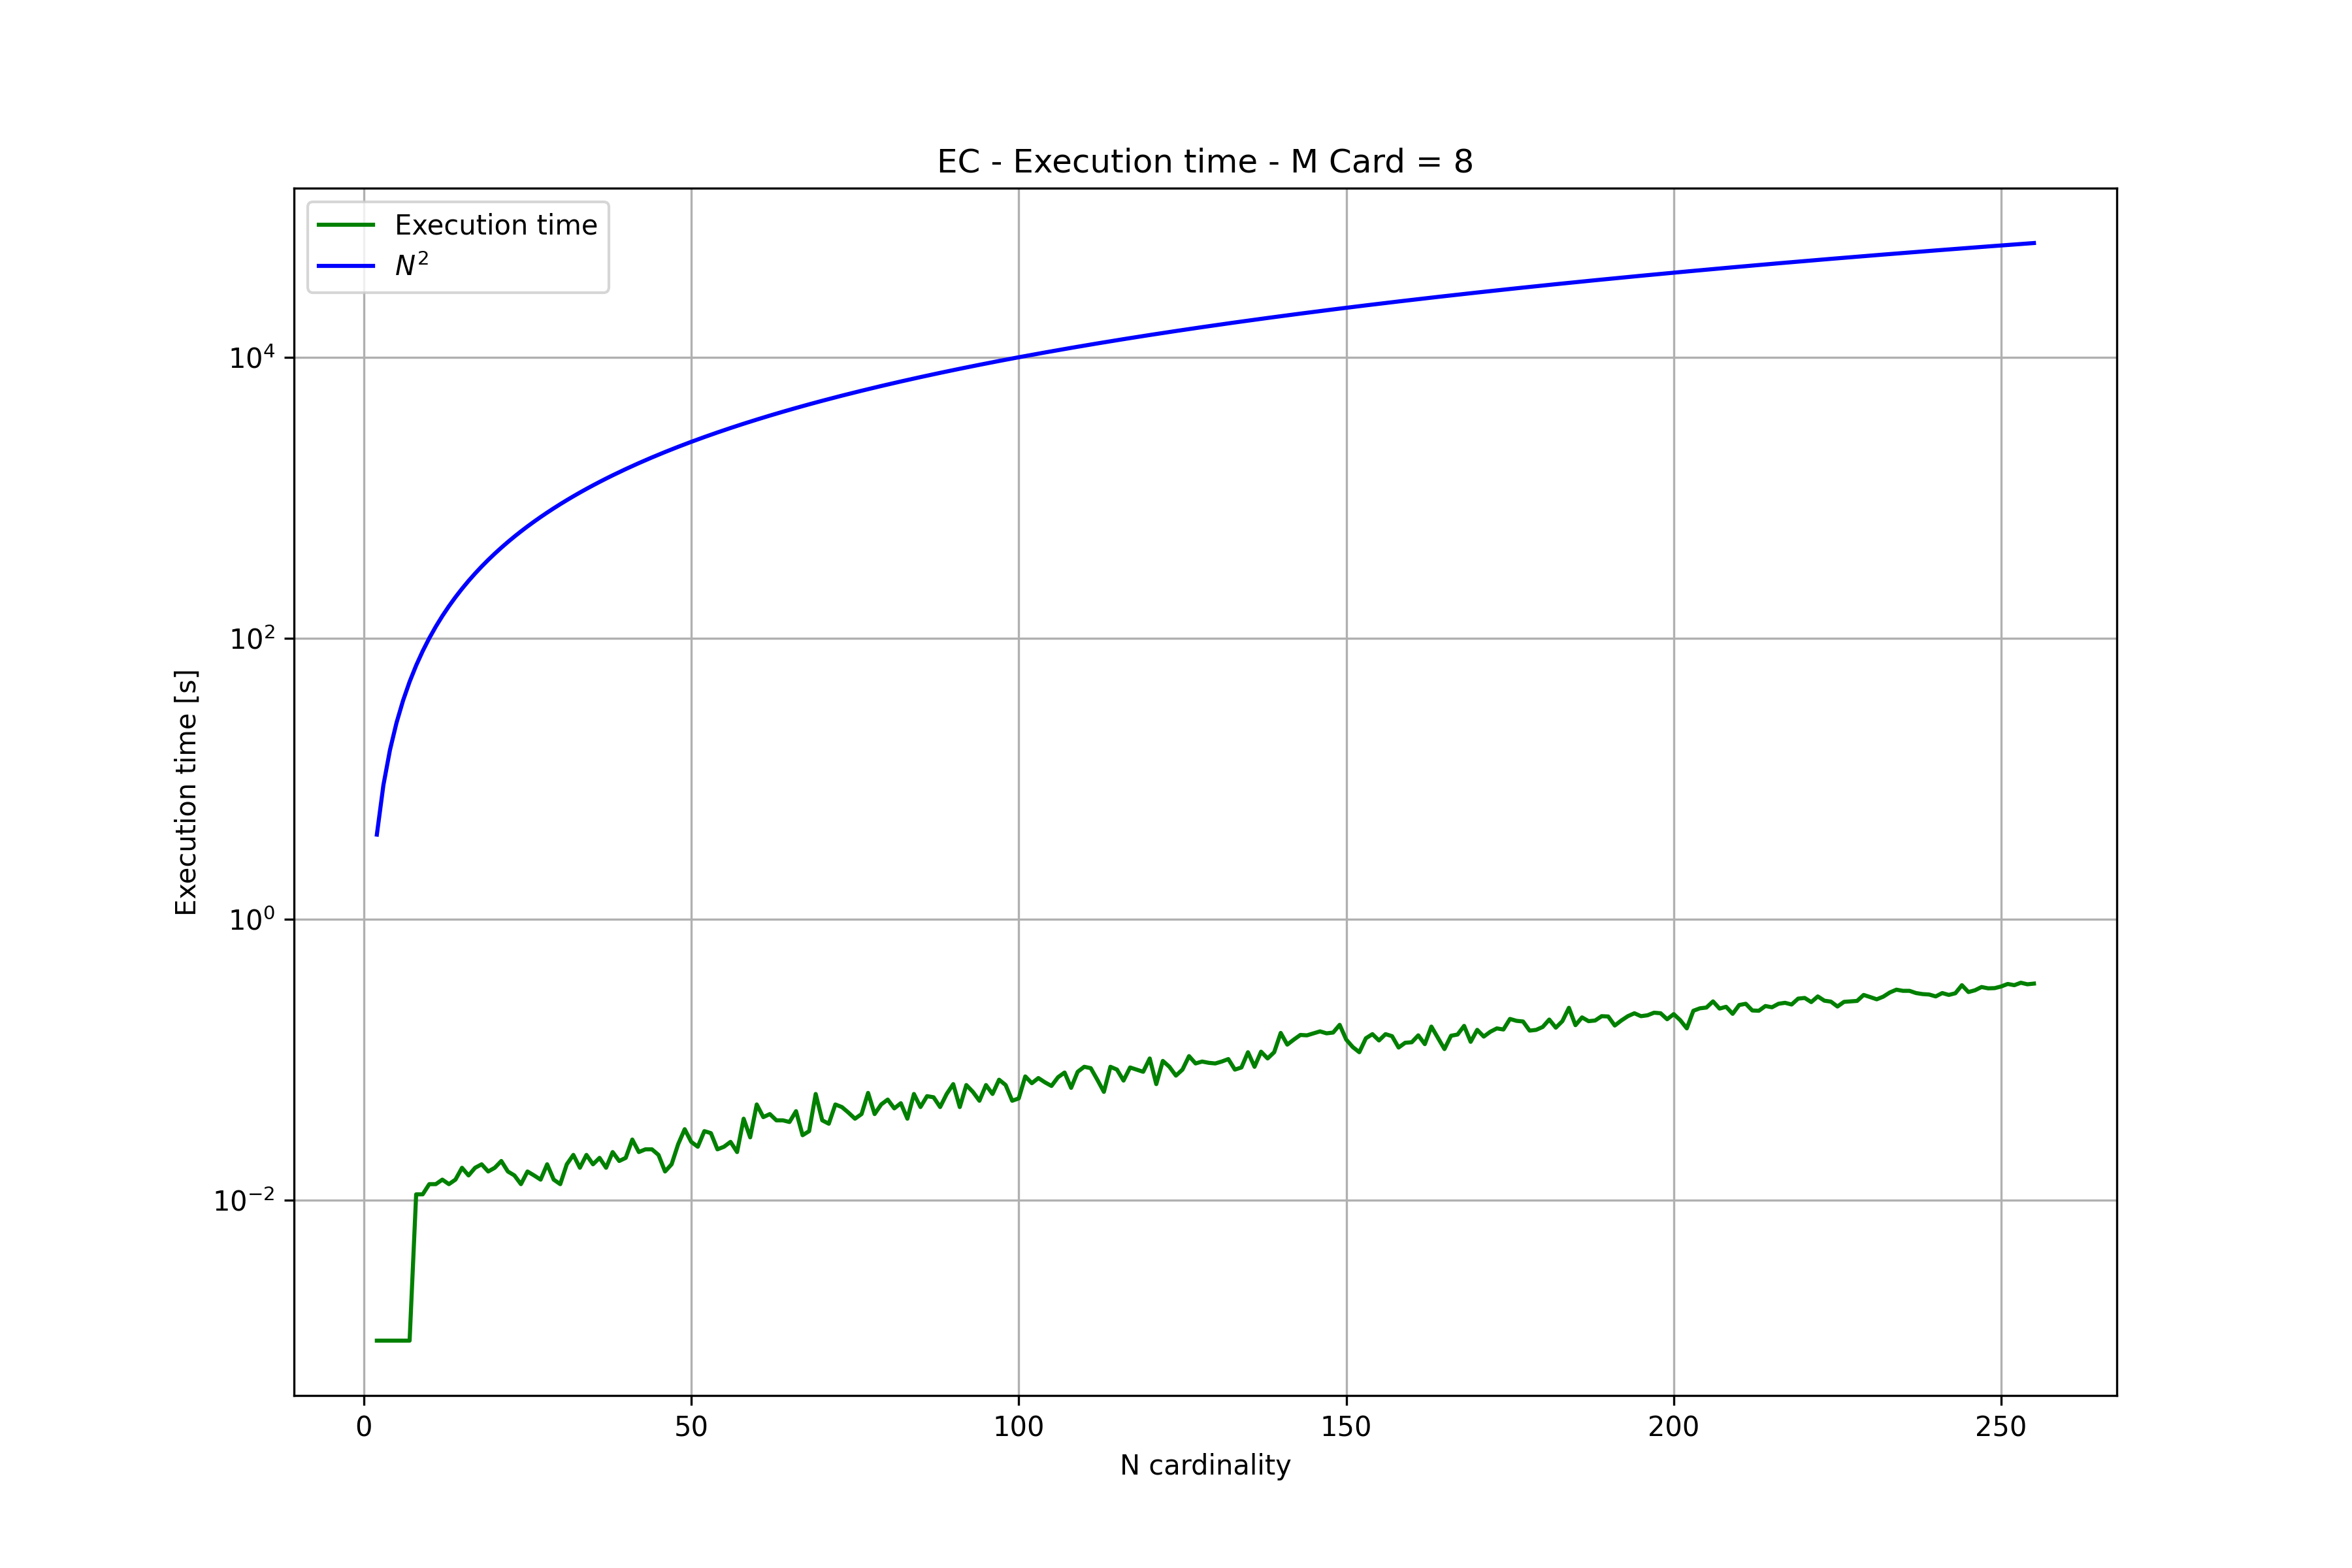 EC - Execution time - M Card = 8
Execution time
N²
10⁴
10²
10⁰
10⁻²
Execution time [s]
0 50 100 150 200 250
N cardinality